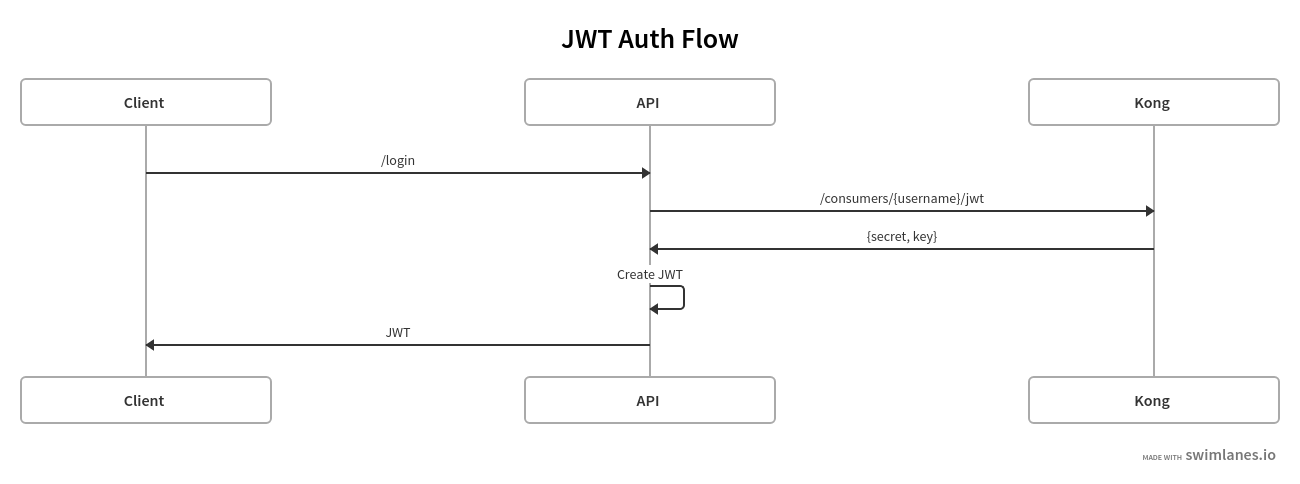 JWT Auth Flow
Client
API
Kong
/login
/consumers/{username}/jwt
{secret, key}
Create JWT
JWT
Client
API
Kong
MADE WITH swimlanes.io